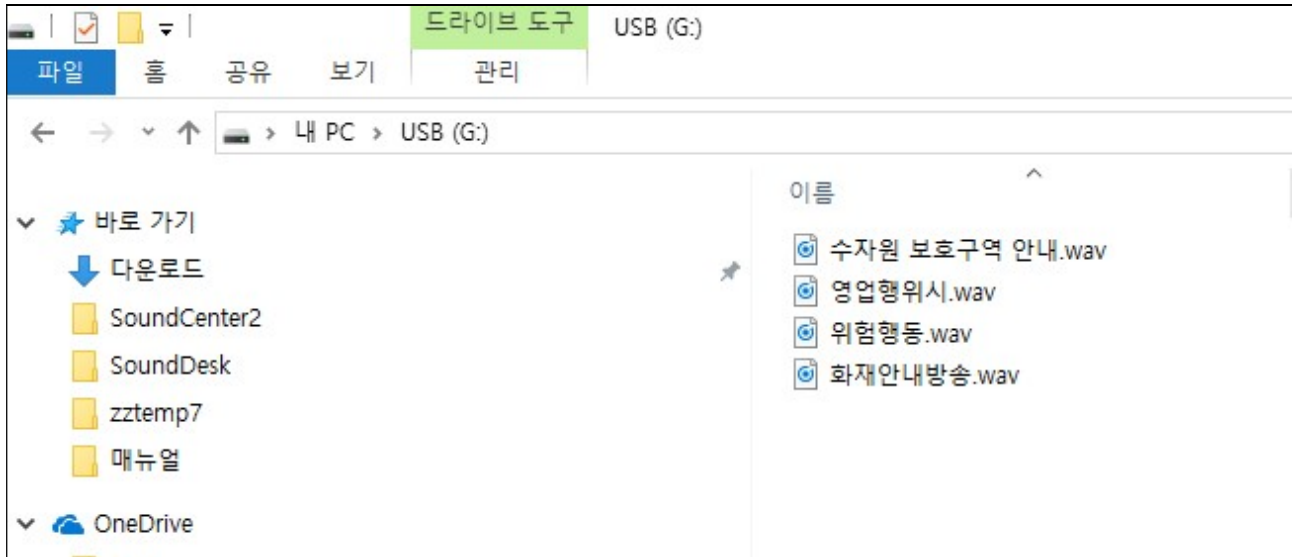 드라이브 도구 USB (G:)
파일 홈 공유 보기 관리
내 PC > USB (G:)
이름
바로 가기
다운로드
SoundCenter2
SoundDesk
zztemp7
매뉴얼
OneDrive
수자원 보호구역 안내.wav
영업행위시.wav
위험행동.wav
화재안내방송.wav